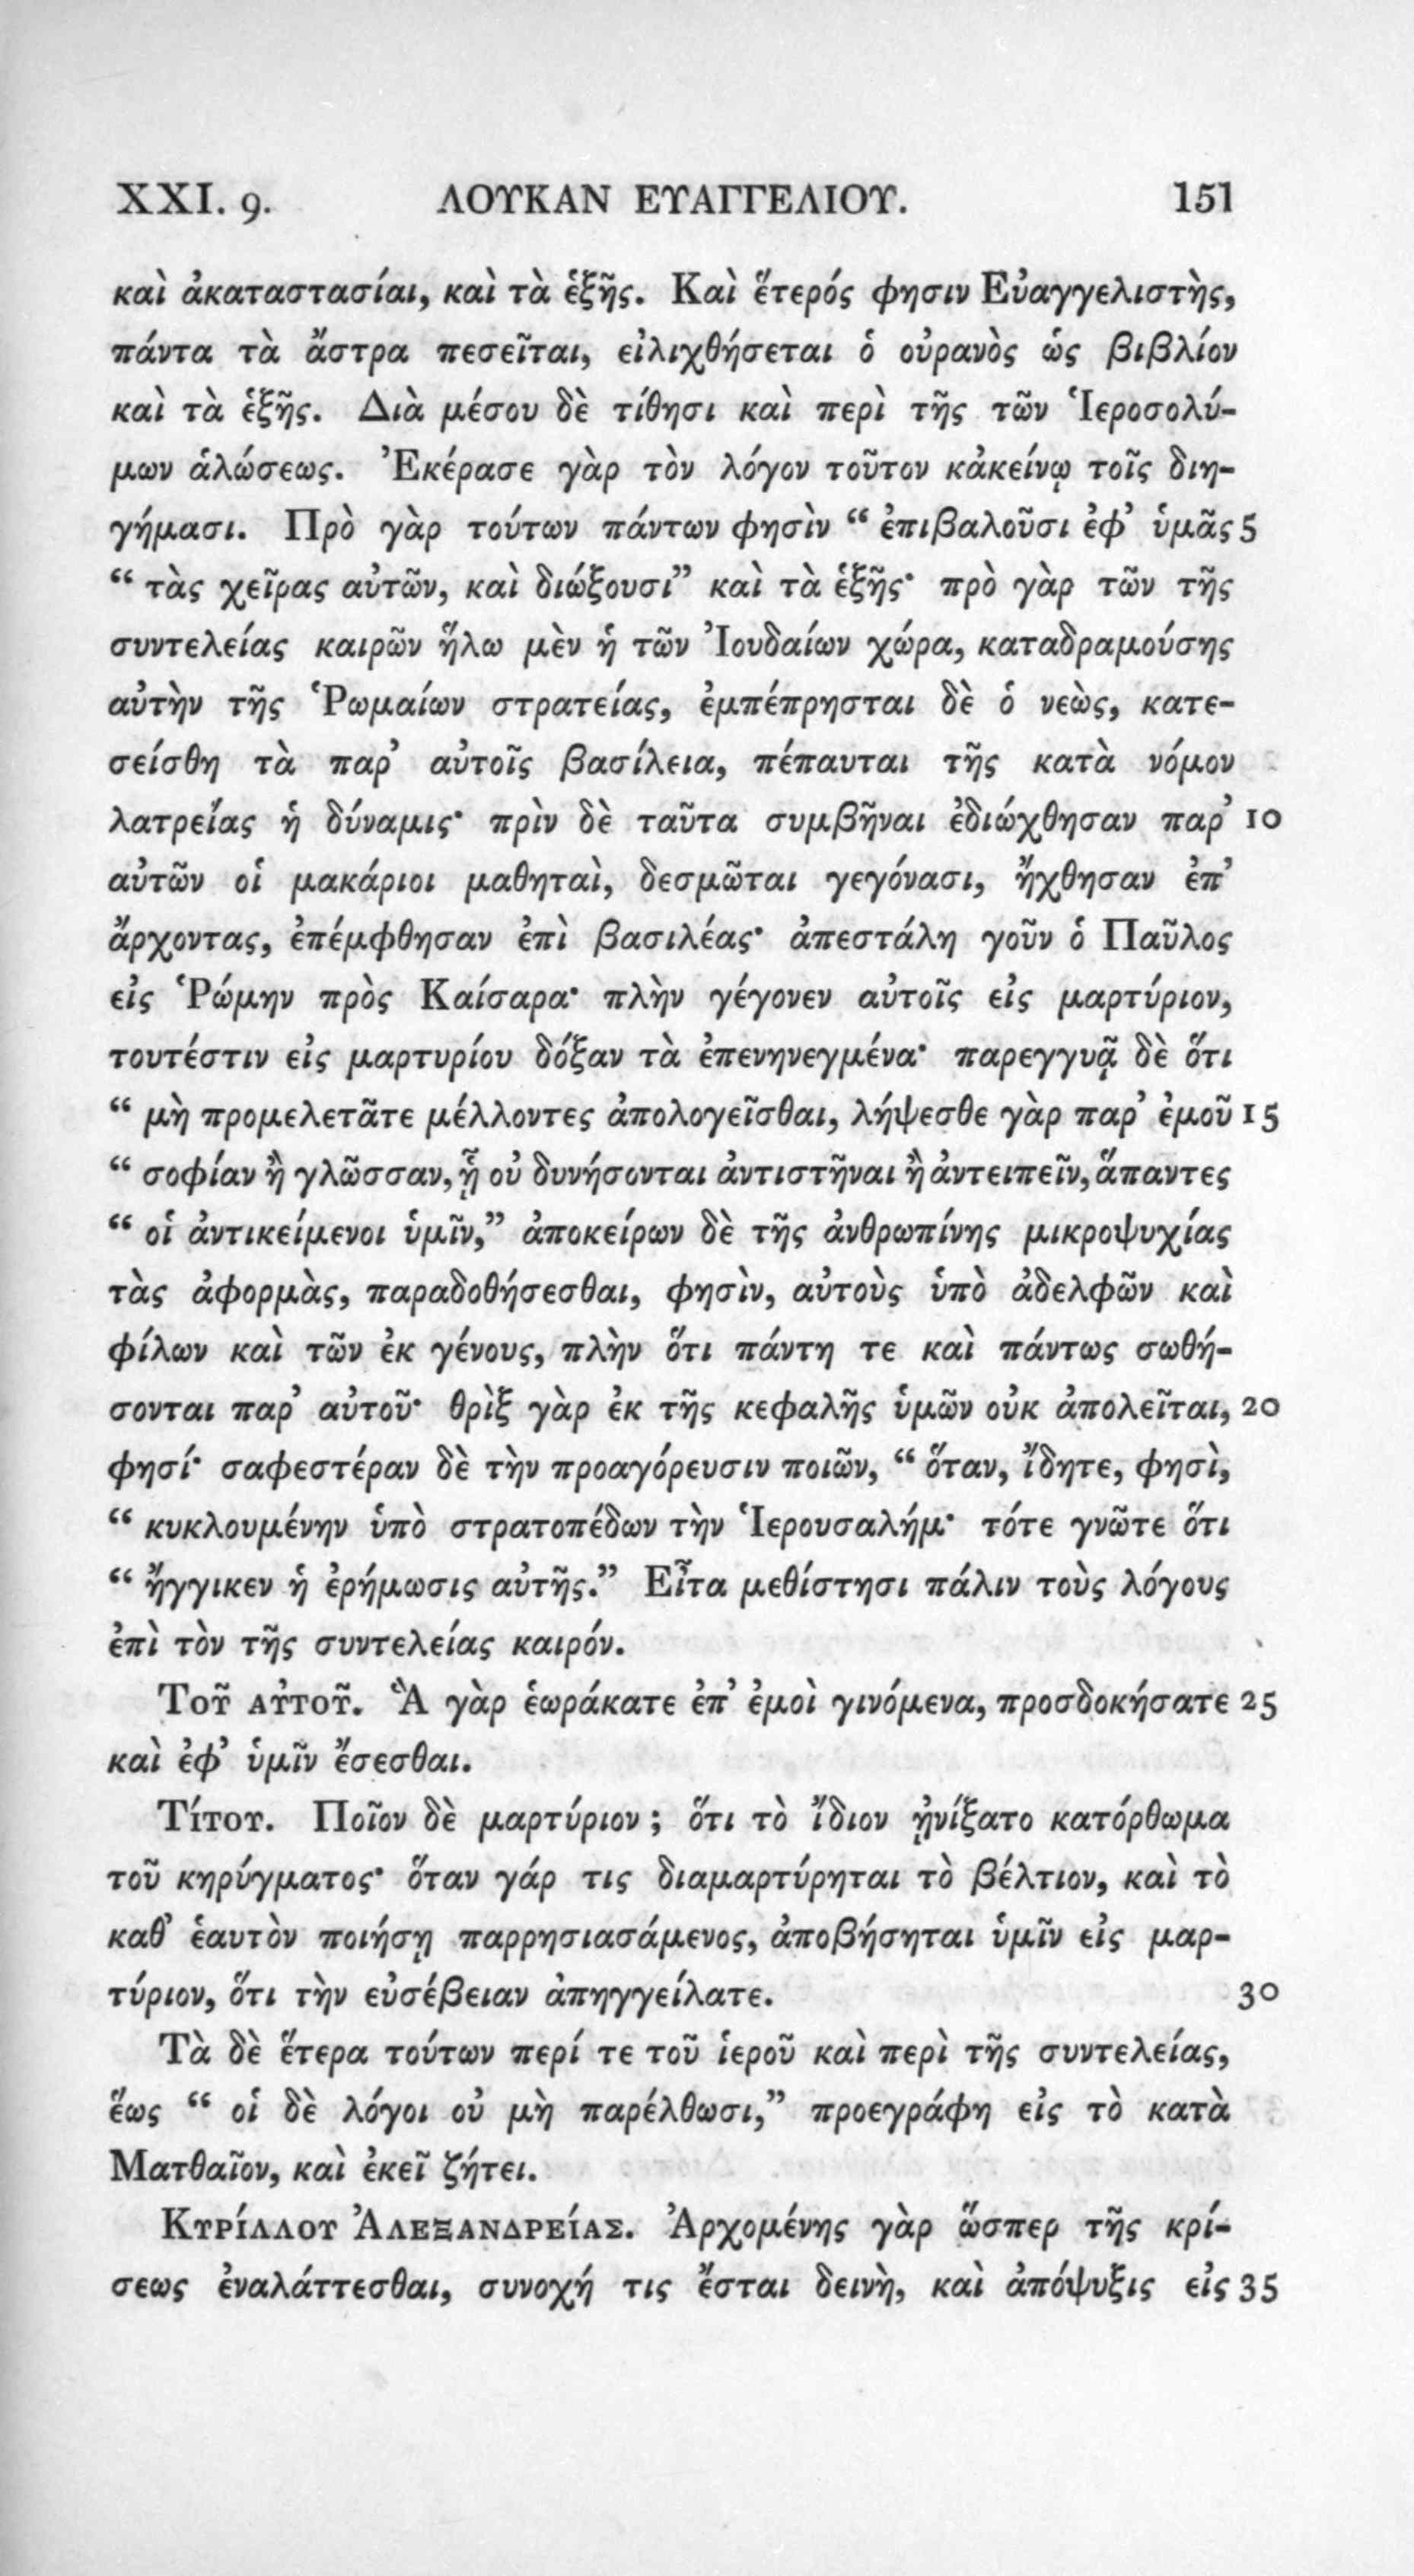 XXI. 9. ΛΟΥΚΑΝ ΕΥΑΓΓΕΛΙΟΥ. 151
καὶ ἀκαταστασίαι, καὶ τὰ ἑξῆς. Καὶ ἕτερός φησιν Εὐαγγελιστὴς,
πάντα τὰ ἄστρα πεσεῖται, εἰλιχθήσεται ὁ οὐρανὸς ὡς βιβλίον
καὶ τὰ ἑξῆς. Διὰ μέσου δὲ τίθησι καὶ περὶ τῆς τῶν Ἱεροσολύ-
μων ἁλώσεως. Ἐκέρασε γὰρ τὸν λόγον τοῦτον κἀκείνῳ τοῖς διη-
γήμασι. Πρὸ γὰρ τούτων πάντων φησὶν “ ἐπιβαλοῦσι ἐφ’ ὑμᾶς 5
“ τὰς χεῖρας αὐτῶν, καὶ διώξουσι” καὶ τὰ ἑξῆς· πρὸ γὰρ τῶν τῆς
συντελείας καιρῶν ἥλω μὲν ἡ τῶν Ἰουδαίων χώρα, καταδραμούσης
αὐτὴν τῆς Ῥωμαίων στρατείας, ἐμπέπρησται δὲ ὁ νεὼς, κατε-
σείσθη τὰ παρ’ αὐτοῖς βασίλεια, πέπαυται τῆς κατὰ νόμον
λατρείας ἡ δύναμις· πρὶν δὲ ταῦτα συμβῆναι ἐδιώχθησαν παρ’ 10
αὐτῶν οἱ μακάριοι μαθηταὶ, δεσμῶται γεγόνασι, ἤχθησαν ἐπ’
ἄρχοντας, ἐπέμφθησαν ἐπὶ βασιλέας· ἀπεστάλη γοῦν ὁ Παῦλος
εἰς Ῥώμην πρὸς Καίσαρα· πλὴν γέγονεν αὐτοῖς εἰς μαρτύριον,
τουτέστιν εἰς μαρτυρίου δόξαν τὰ ἐπενηνεγμένα· παρεγγυᾷ δὲ ὅτι
“ μὴ προμελετᾶτε μέλλοντες ἀπολογεῖσθαι, λήψεσθε γὰρ παρ’ ἐμοῦ 15
“ σοφίαν ἢ γλῶσσαν, ᾗ οὐ δυνήσονται ἀντιστῆναι ἢ ἀντειπεῖν, ἅπαντες
“ οἱ ἀντικείμενοι ὑμῖν,” ἀποκείρων δὲ τῆς ἀνθρωπίνης μικροψυχίας
τὰς ἀφορμὰς, παραδοθήσεσθαι, φησὶν, αὐτοὺς ὑπὸ ἀδελφῶν καὶ
φίλων καὶ τῶν ἐκ γένους, πλὴν ὅτι πάντη τε καὶ πάντως σωθή-
σονται παρ’ αὐτοῦ· θρὶξ γὰρ ἐκ τῆς κεφαλῆς ὑμῶν οὐκ ἀπολεῖται, 20
φησί· σαφεστέραν δὲ τὴν προαγόρευσιν ποιῶν, “ ὅταν, ἴδητε, φησὶ,
“ κυκλουμένην ὑπὸ στρατοπέδων τὴν Ἱερουσαλήμ· τότε γνῶτε ὅτι
“ ἤγγικεν ἡ ἐρήμωσις αὐτῆς.” Εἶτα μεθίστησι πάλιν τοὺς λόγους
ἐπὶ τὸν τῆς συντελείας καιρόν.
Τοῦ αὐτοῦ. Ἃ γὰρ ἑωράκατε ἐπ’ ἐμοὶ γινόμενα, προσδοκήσατε 25
καὶ ἐφ’ ὑμῖν ἔσεσθαι.
Τίτου. Ποῖον δὲ μαρτύριον ; ὅτι τὸ ἴδιον ᾐνίξατο κατόρθωμα
τοῦ κηρύγματος· ὅταν γάρ τις διαμαρτύρηται τὸ βέλτιον, καὶ τὸ
καθ’ ἑαυτὸν ποιήσῃ παρρησιασάμενος, ἀποβήσηται ὑμῖν εἰς μαρ-
τύριον, ὅτι τὴν εὐσέβειαν ἀπηγγείλατε. 30
Τὰ δὲ ἕτερα τούτων περί τε τοῦ ἱεροῦ καὶ περὶ τῆς συντελείας,
ἕως “ οἱ δὲ λόγοι οὐ μὴ παρέλθωσι,” προεγράφη εἰς τὸ κατὰ
Ματθαῖον, καὶ ἐκεῖ ζήτει.
Κυρίλλου Ἀλεξανδρείας. Ἀρχομένης γὰρ ὥσπερ τῆς κρί-
σεως ἐναλάττεσθαι, συνοχή τις ἔσται δεινὴ, καὶ ἀπόψυξις εἰς 35